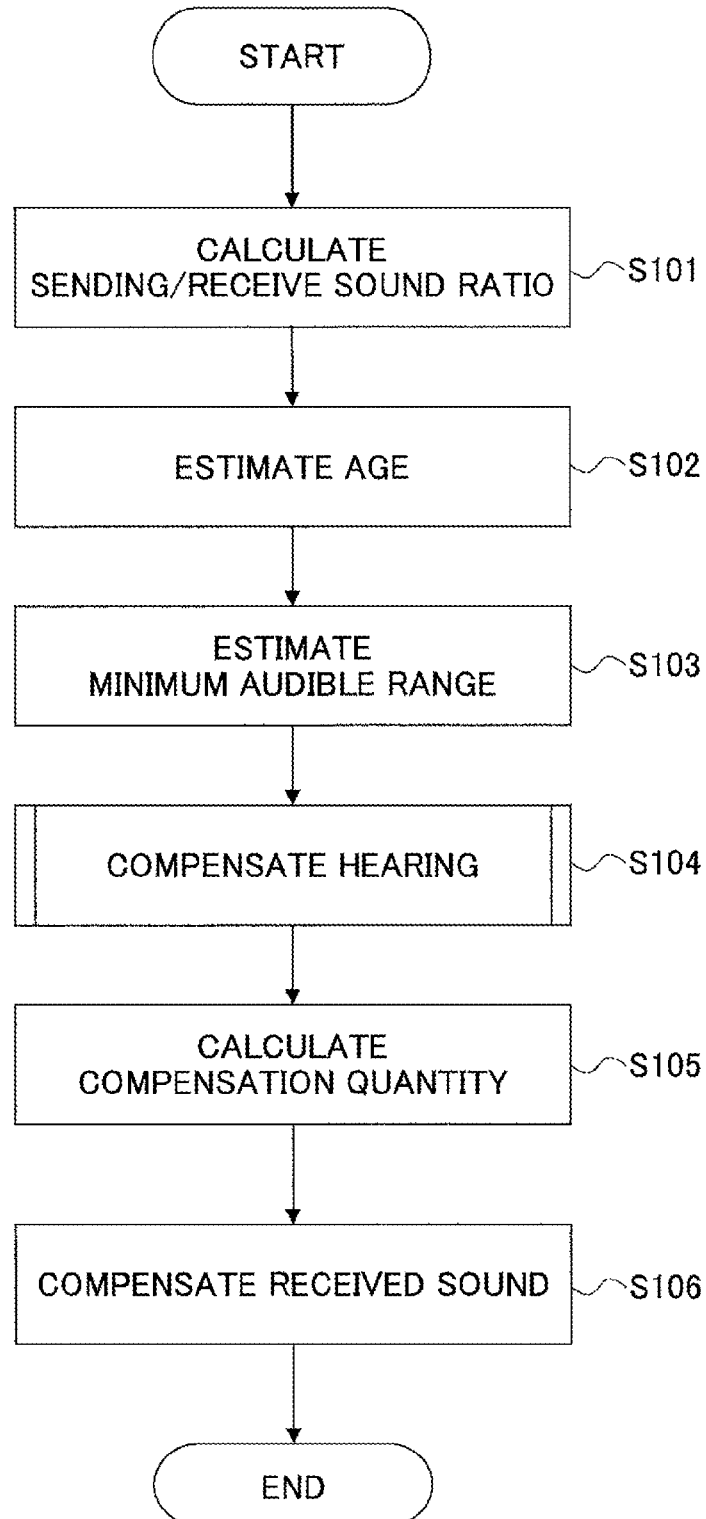 START
CALCULATE
SENDING/RECEIVE SOUND RATIO
S101
ESTIMATE AGE
S102
ESTIMATE
MINIMUM AUDIBLE RANGE
S103
COMPENSATE HEARING
S104
CALCULATE
COMPENSATION QUANTITY
S105
COMPENSATE RECEIVED SOUND
S106
END